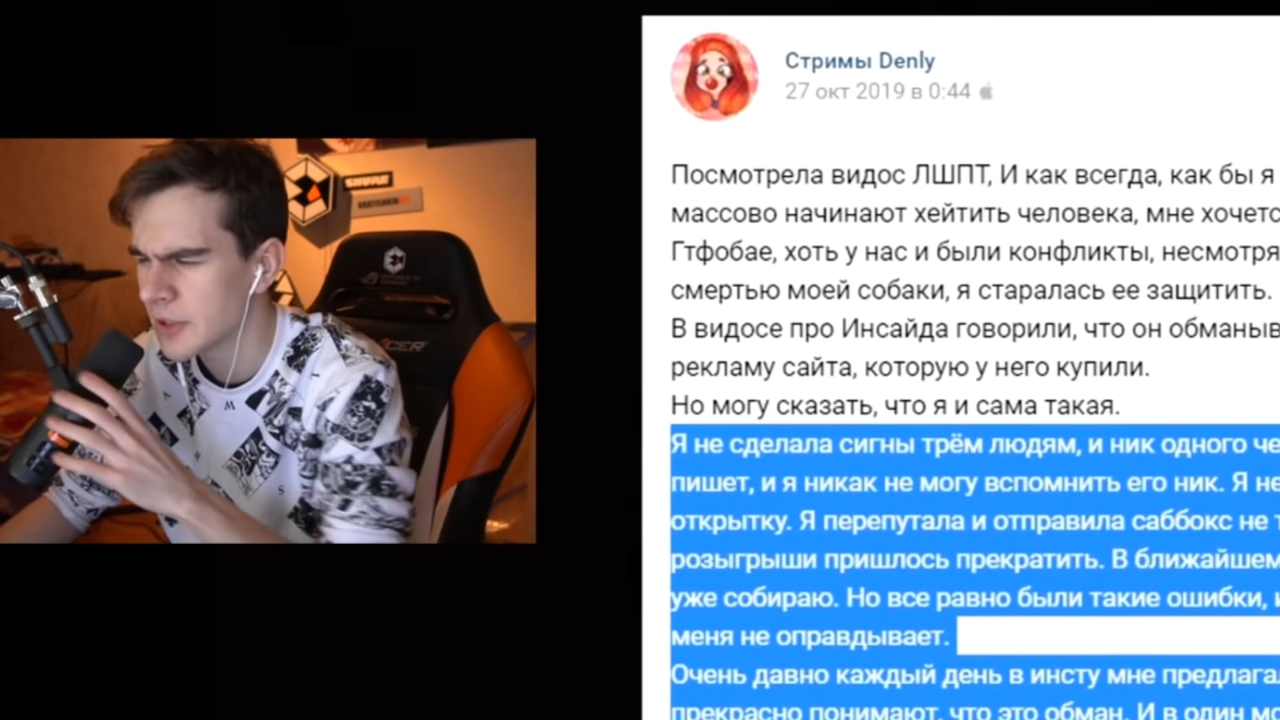 Стримы Denly
27 окт 2019 в 0:44
Посмотрела видос ЛШПТ, И как всегда, как бы я
массово начинают хейтить человека, мне хочетс
Гтфобае, хоть у нас и были конфликты, несмотря
смертью моей собаки, я старалась ее защитить.
В видосе про Инсайда говорили, что он обманыв
рекламу сайта, которую у него купили.
Но могу сказать, что я и сама такая.
Я не сделала сигны трём людям, и ник одного че
пишет, и я никак не могу вспомнить его ник. Я не
открытку. Я перепутала и отправила саббокс не т
розыгрыши пришлось прекратить. В ближайшем
уже собираю. Но все равно были такие ошибки, и
меня не оправдывает.
Очень давно каждый день в инсту мне предлагал
прекрасно понимают, что это обман. И в один мо